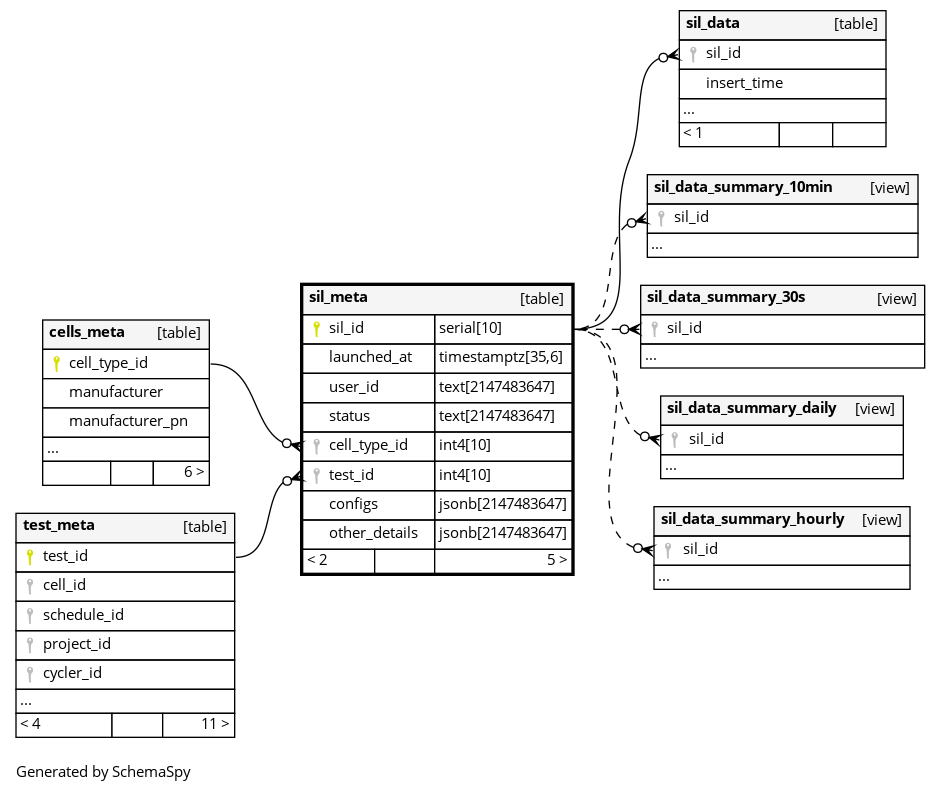 sil_data [table]
sil_id
insert_time
...
< 1
sil_data_summary_10min [view]
sil_id
...
sil_data_summary_30s [view]
sil_id
...
sil_data_summary_daily [view]
sil_id
...
sil_data_summary_hourly [view]
sil_id
...
sil_meta [table]
sil_id serial[10]
launched_at timestamptz[35,6]
user_id text[2147483647]
status text[2147483647]
cell_type_id int4[10]
test_id int4[10]
configs jsonb[2147483647]
other_details jsonb[2147483647]
< 2 5 >
cells_meta [table]
cell_type_id
manufacturer
manufacturer_pn
...
6 >
test_meta [table]
test_id
cell_id
schedule_id
project_id
cycler_id
...
< 4 11 >
Generated by SchemaSpy